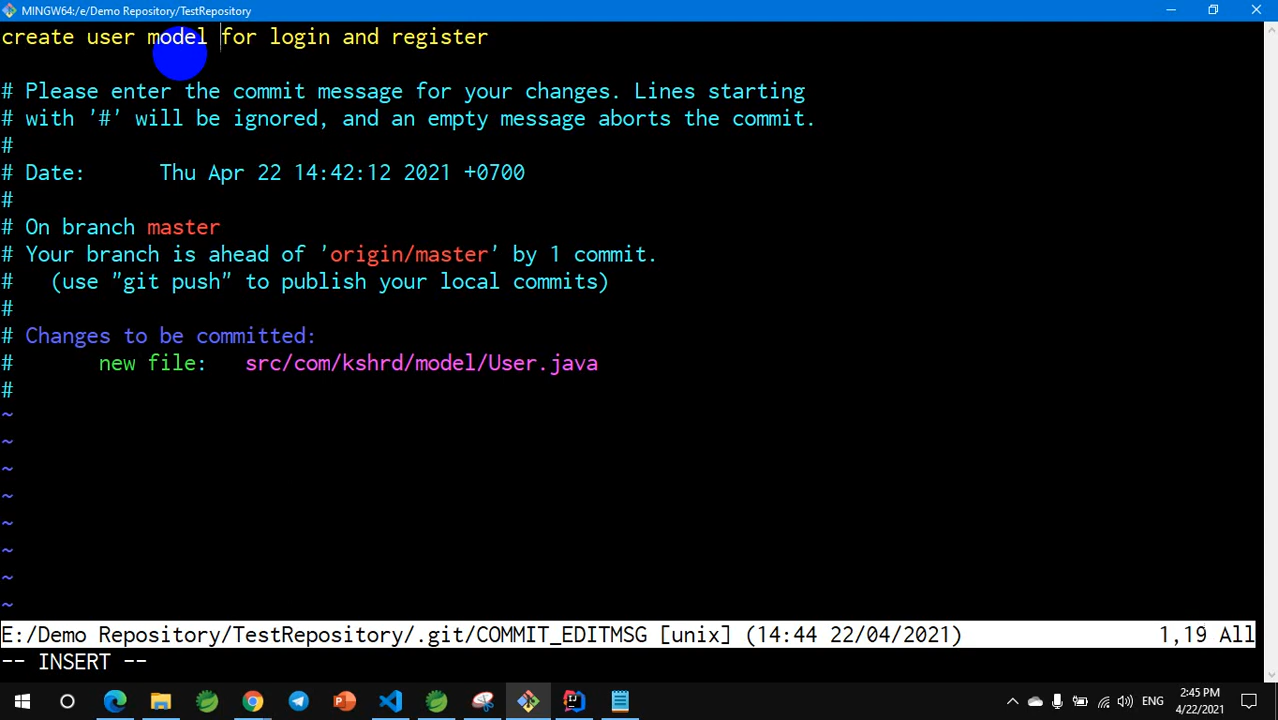 MINGW64:/e/Demo Repository/TestRepository
create user model for login and register
# Please enter the commit message for your changes. Lines starting
# with '#' will be ignored, and an empty message aborts the commit.
#
# Date:      Thu Apr 22 14:42:12 2021 +0700
#
# On branch master
# Your branch is ahead of 'origin/master' by 1 commit.
#   (use "git push" to publish your local commits)
#
# Changes to be committed:
#       new file:   src/com/kshrd/model/User.java
#
~
~
~
~
~
~
~
~
E:/Demo Repository/TestRepository/.git/COMMIT_EDITMSG [unix] (14:44 22/04/2021) 1,19 All
-- INSERT --
ENG
2:45 PM
4/22/2021